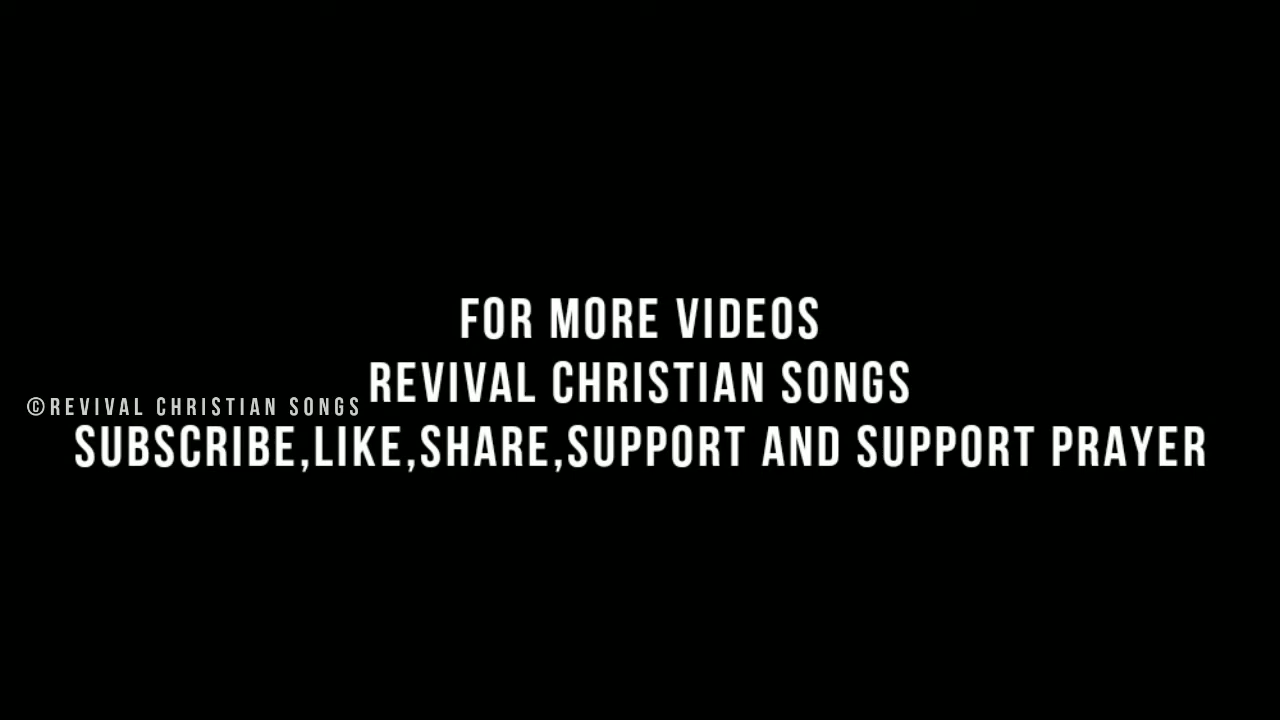 FOR MORE VIDEOS
REVIVAL CHRISTIAN SONGS
©REVIVAL CHRISTIAN SONGS
SUBSCRIBE,LIKE,SHARE,SUPPORT AND SUPPORT PRAYER